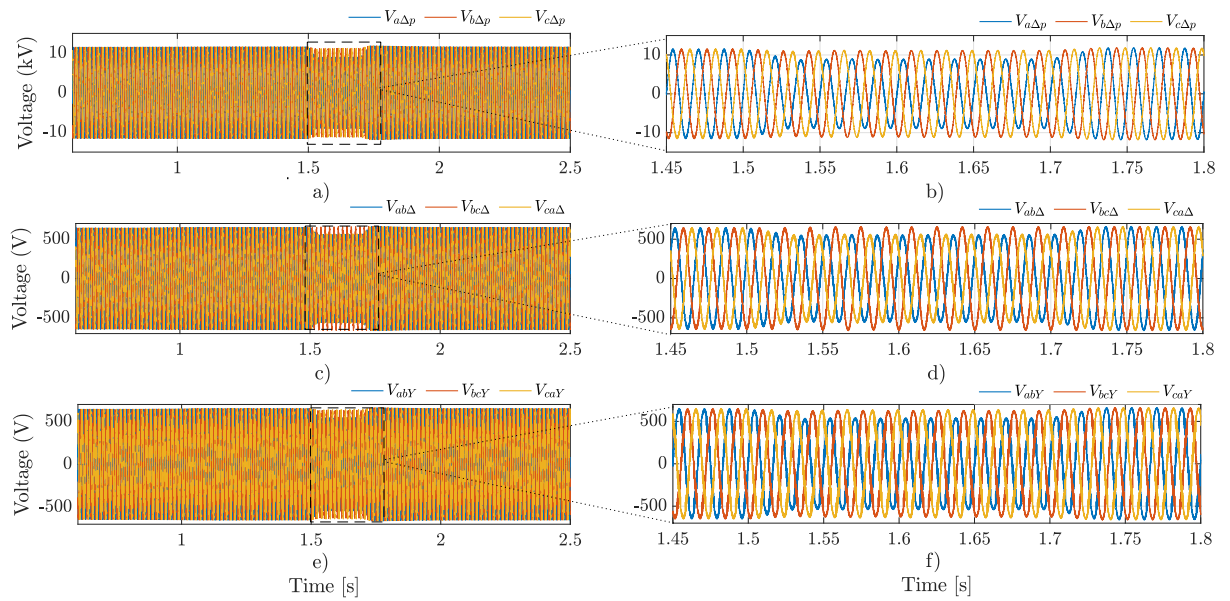 V_{aΔp} V_{bΔp} V_{cΔp}
Voltage (kV)
10
0
-10
1 1.5 2 2.5
a)
V_{aΔp} V_{bΔp} V_{cΔp}
10
0
-10
1.45 1.5 1.55 1.6 1.65 1.7 1.75 1.8
b)
V_{abΔ} V_{bcΔ} V_{caΔ}
Voltage (V)
500
0
-500
1 1.5 2 2.5
c)
V_{abΔ} V_{bcΔ} V_{caΔ}
500
0
-500
1.45 1.5 1.55 1.6 1.65 1.7 1.75 1.8
d)
V_{abY} V_{bcY} V_{caY}
Voltage (V)
500
0
-500
1 1.5 2 2.5
e)
Time [s]
V_{abY} V_{bcY} V_{caY}
500
0
-500
1.45 1.5 1.55 1.6 1.65 1.7 1.75 1.8
f)
Time [s]